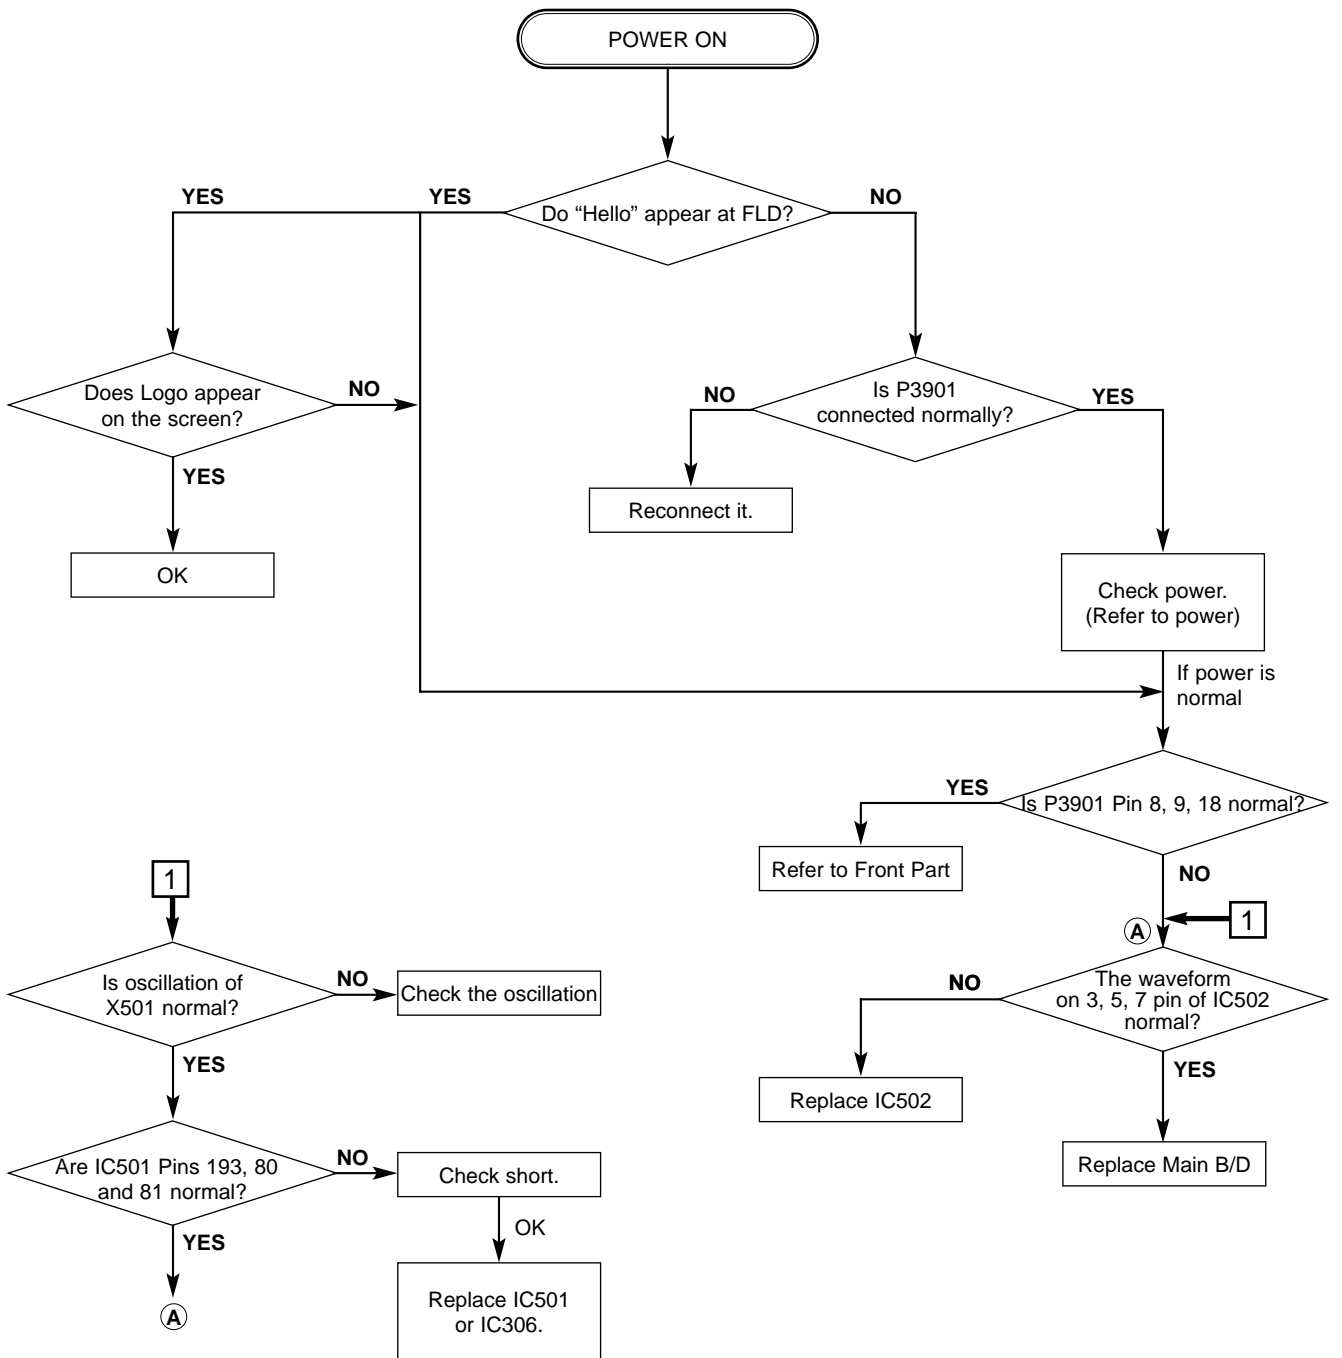 POWER ON
YES
YES
Do “Hello” appear at FLD?
NO
Does Logo appear
on the screen?
NO
YES
OK
Is P3901
connected normally?
NO
YES
Reconnect it.
Check power.
(Refer to power)
If power is
normal
Is P3901 Pin 8, 9, 18 normal?
YES
Refer to Front Part
NO
1
A
The waveform
on 3, 5, 7 pin of IC502
normal?
NO
Replace IC502
YES
Replace Main B/D
1
Is oscillation of
X501 normal?
NO
Check the oscillation
YES
Are IC501 Pins 193, 80
and 81 normal?
NO
Check short.
OK
Replace IC501
or IC306.
YES
A